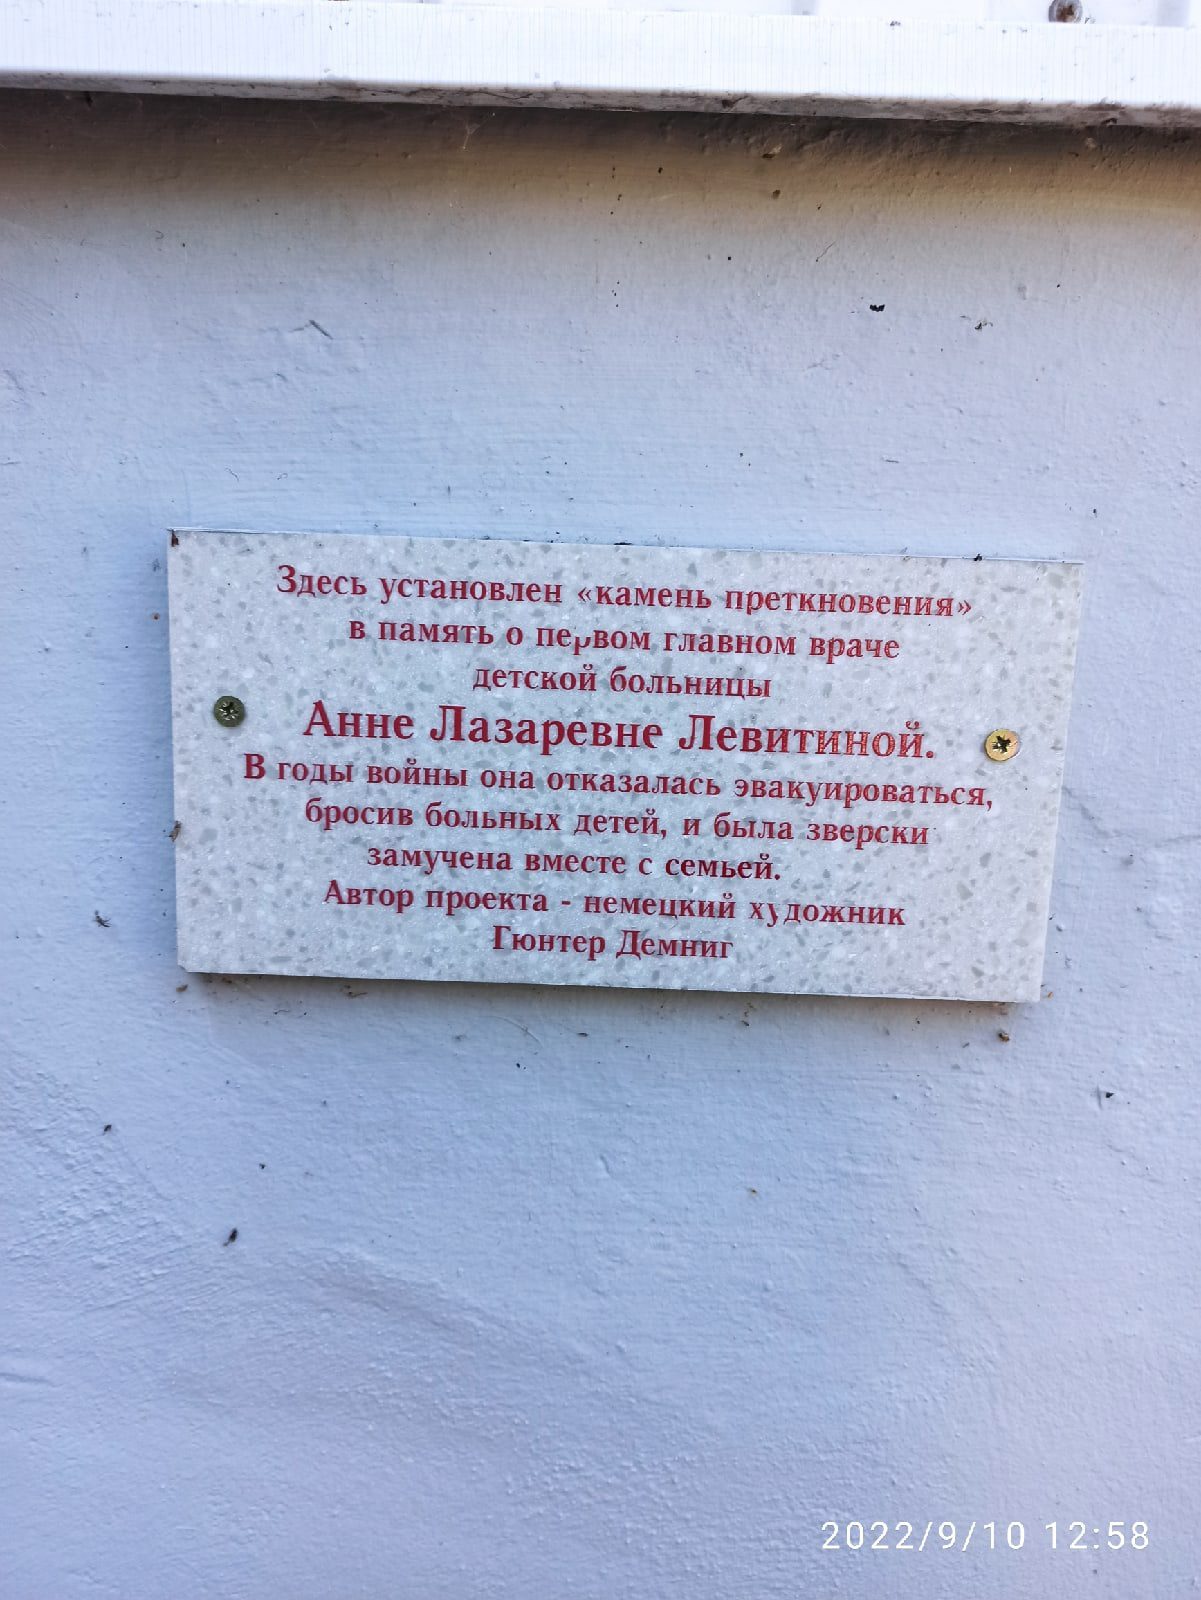 Здесь установлен «камень преткновения»
в память о первом главном враче
детской больницы
Анне Лазаревне Левитиной.
В годы войны она отказалась эвакуироваться,
бросив больных детей, и была зверски
замучена вместе с семьей.
Автор проекта - немецкий художник
Гюнтер Демниг
2022/9/10 12:58